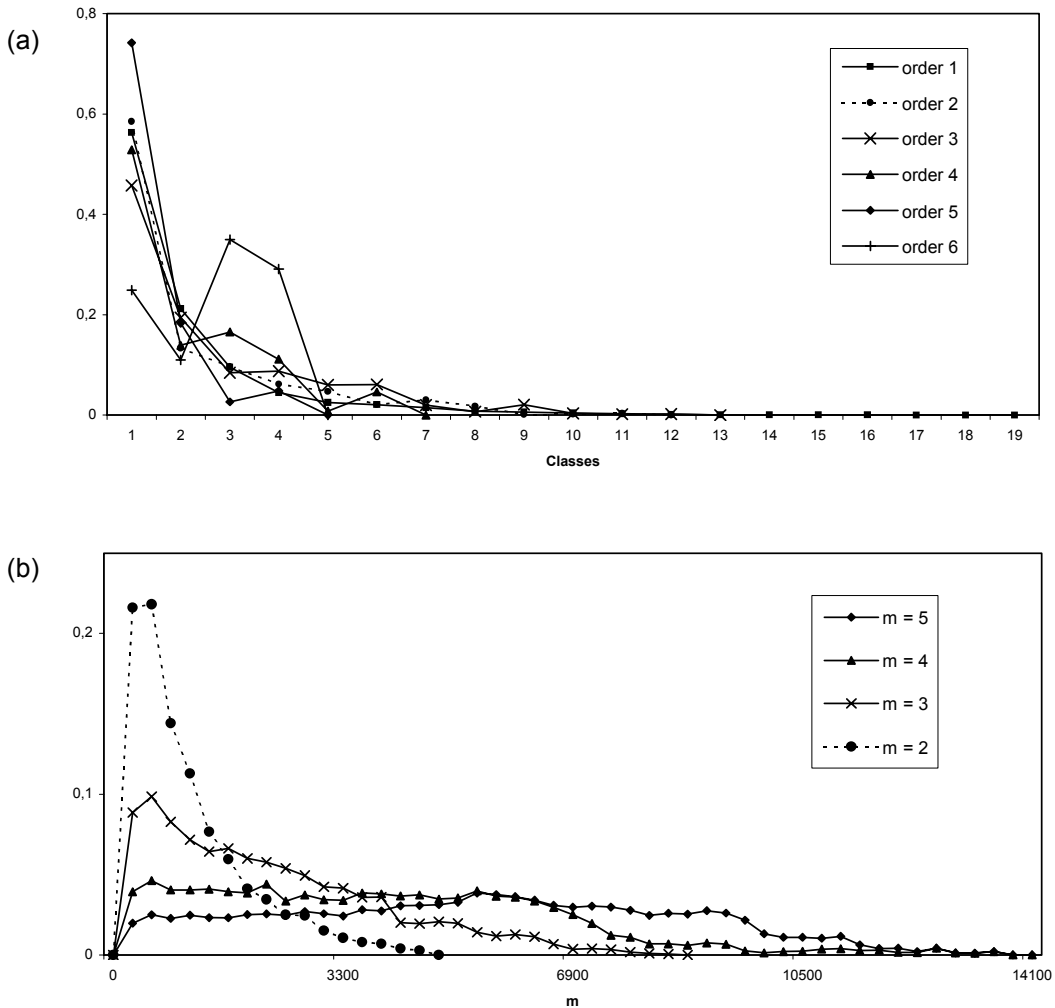 (a)
0,8
0,6
0,4
0,2
0
order 1
order 2
order 3
order 4
order 5
order 6
1 2 3 4 5 6 7 8 9 10 11 12 13 14 15 16 17 18 19
Classes
(b)
0,2
0,1
0
m = 5
m = 4
m = 3
m = 2
0 3300 6900 10500 14100
m